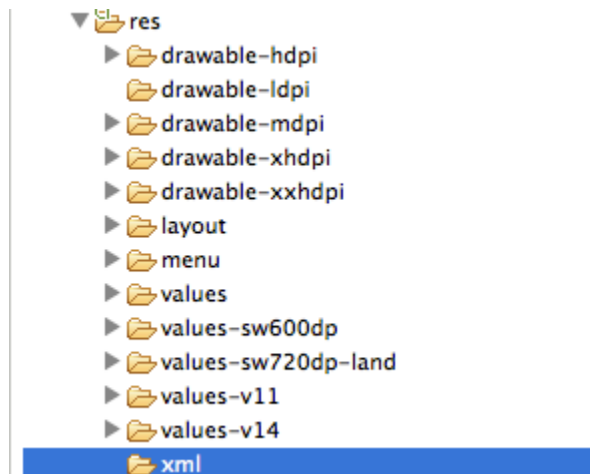 res
drawable-hdpi
drawable-ldpi
drawable-mdpi
drawable-xhdpi
drawable-xxhdpi
layout
menu
values
values-sw600dp
values-sw720dp-land
values-v11
values-v14
xml